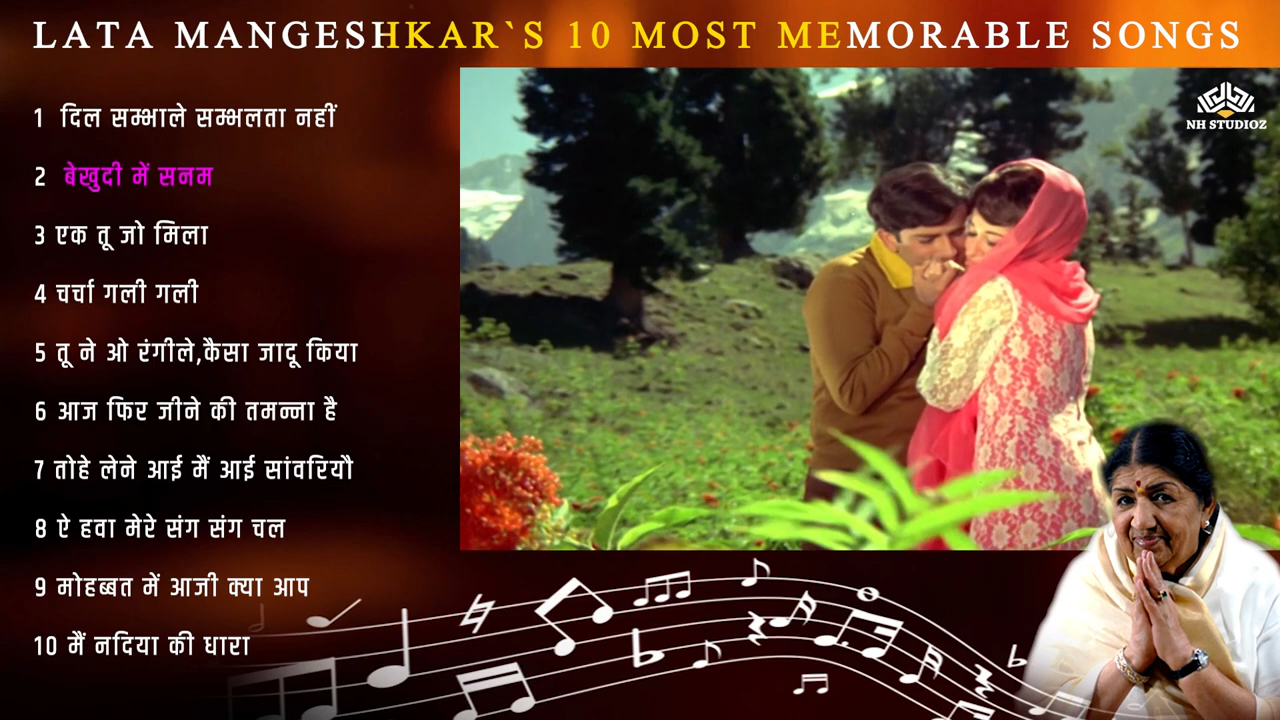 LATA MANGESHKAR`S 10 MOST MEMORABLE SONGS
NH STUDIOZ
1 दिल सम्भाले सम्भलता नहीं
2 बेखुदी में सनम
3 एक तू जो मिला
4 चर्चा गली गली
5 तू ने ओ रंगीले,कैसा जादू किया
6 आज फिर जीने की तमन्ना है
7 तोहे लेने आई मैं आई सांवरियौ
8 ऐ हवा मेरे संग संग चल
9 मोहब्बत में आजी क्या आप
10 मैं नदिया की धारा